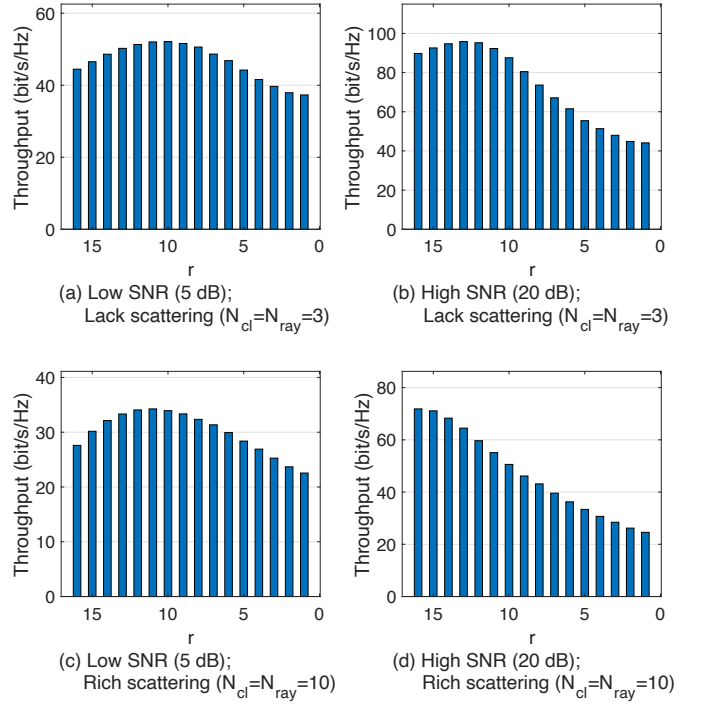 60
40
20
0
Throughput (bit/s/Hz)
15 10 5 0
r
(a) Low SNR (5 dB);
Lack scattering (N_cl=N_ray=3)
100
80
60
40
20
0
Throughput (bit/s/Hz)
15 10 5 0
r
(b) High SNR (20 dB);
Lack scattering (N_cl=N_ray=3)
40
30
20
10
0
Throughput (bit/s/Hz)
15 10 5 0
r
(c) Low SNR (5 dB);
Rich scattering (N_cl=N_ray=10)
80
60
40
20
0
Throughput (bit/s/Hz)
15 10 5 0
r
(d) High SNR (20 dB);
Rich scattering (N_cl=N_ray=10)